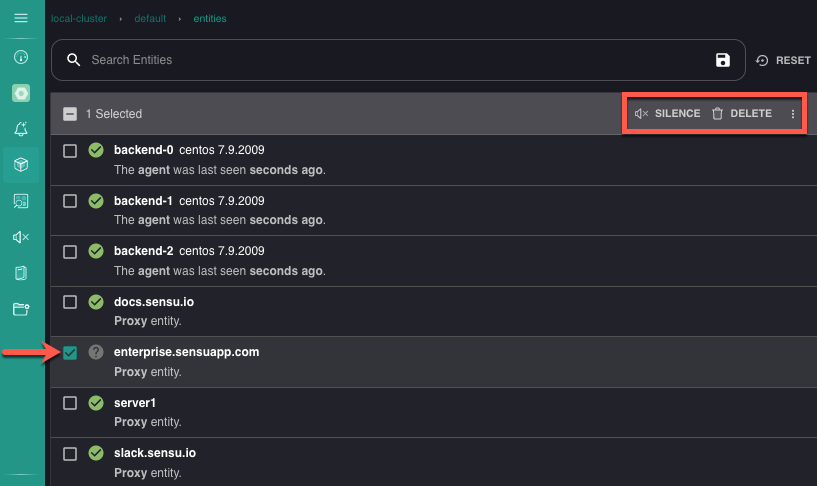 local-cluster › default › entities
Search Entities
RESET
1 Selected
SILENCE DELETE
backend-0 centos 7.9.2009
The agent was last seen seconds ago.
backend-1 centos 7.9.2009
The agent was last seen seconds ago.
backend-2 centos 7.9.2009
The agent was last seen seconds ago.
docs.sensu.io
Proxy entity.
enterprise.sensuapp.com
Proxy entity.
server1
Proxy entity.
slack.sensu.io
Proxy entity.